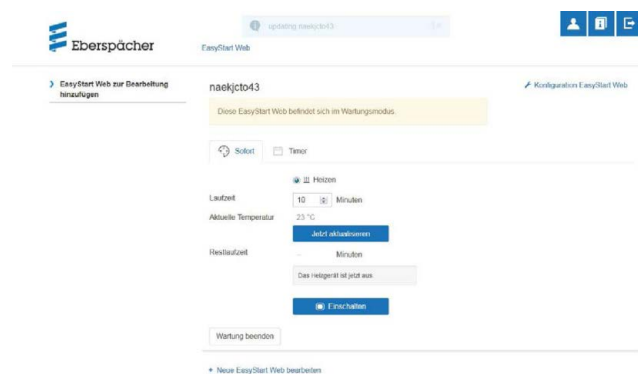 updating naekjcto43
Eberspächer
EasyStart Web
EasyStart Web zur Bearbeitung
hinzufügen
naekjcto43
Konfiguration EasyStart Web
Diese EasyStart Web befindet sich im Wartungsmodus.
Sofort
Timer
Heizen
Laufzeit
10
Minuten
Aktuelle Temperatur
23 °C
Jetzt aktualisieren
Restlaufzeit
-
Minuten
Das Heizgerät ist jetzt aus.
Einschalten
Wartung beenden
+ Neue EasyStart Web bearbeiten